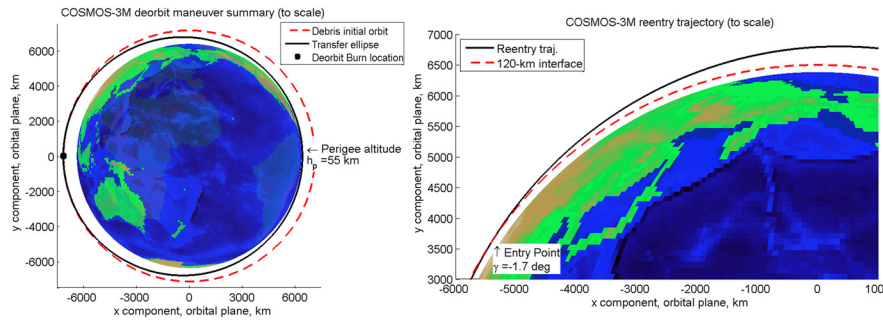 COSMOS-3M deorbit maneuver summary (to scale)
Debris initial orbit
Transfer ellipse
Deorbit Burn location
6000
4000
2000
0
-2000
-4000
-6000
y component, orbital plane, km
← Perigee altitude
hp =55 km
-6000 -3000 0 3000 6000
x component, orbital plane, km
COSMOS-3M reentry trajectory (to scale)
Reentry traj.
120-km interface
7000
6500
6000
5500
5000
4500
4000
3500
3000
y component, orbital plane, km
↑ Entry Point
γ =-1.7 deg
-6000 -5000 -4000 -3000 -2000 -1000 0 100
x component, orbital plane, km